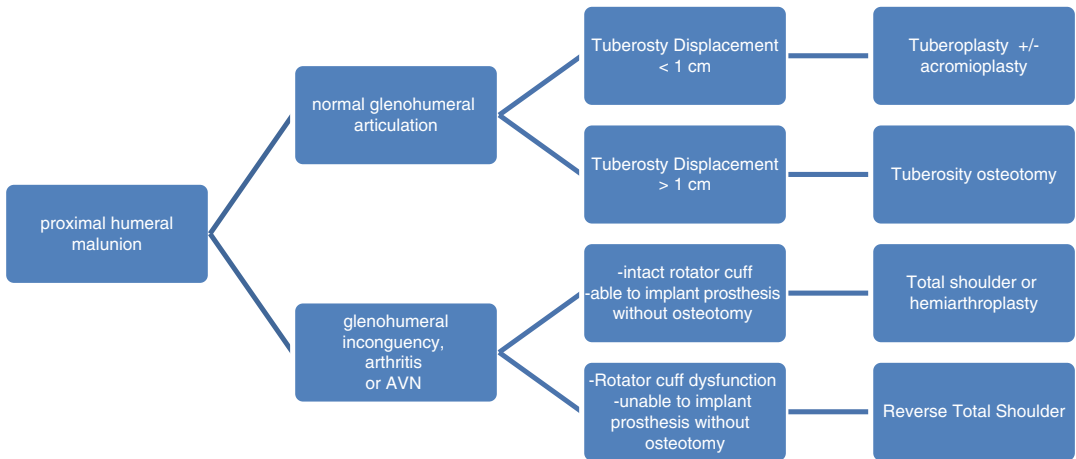 proximal humeral
malunion
normal glenohumeral
articulation
Tuberosty Displacement
< 1 cm
Tuberoplasty +/-
acromioplasty
Tuberosty Displacement
> 1 cm
Tuberosity osteotomy
glenohumeral
inconguency,
arthritis
or AVN
-intact rotator cuff
-able to implant prosthesis
without osteotomy
Total shoulder or
hemiarthroplasty
-Rotator cuff dysfunction
-unable to implant
prosthesis without
osteotomy
Reverse Total Shoulder